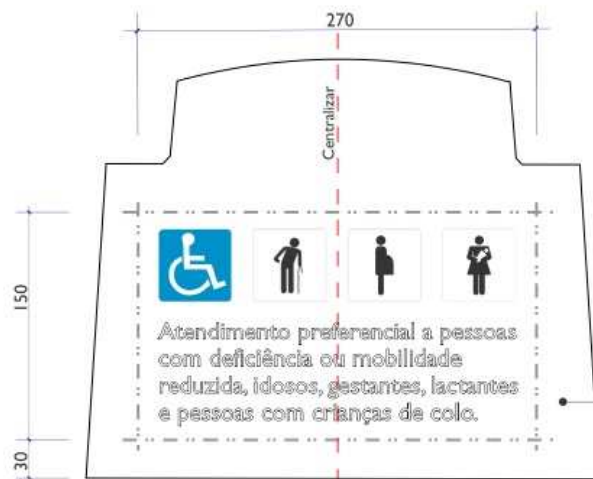 270
Centralizar
150
Atendimento preferencial a pessoas
com deficiência ou mobilidade
reduzida, idosos, gestantes, lactantes
e pessoas com crianças de colo.
30